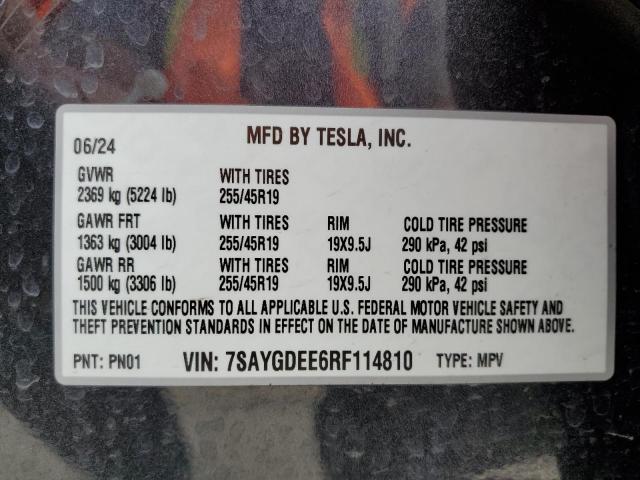 06/24 MFD BY TESLA, INC.
GVWR WITH TIRES
2369 kg (5224 lb) 255/45R19
GAWR FRT WITH TIRES RIM COLD TIRE PRESSURE
1363 kg (3004 lb) 255/45R19 19X9.5J 290 kPa, 42 psi
GAWR RR WITH TIRES RIM COLD TIRE PRESSURE
1500 kg (3306 lb) 255/45R19 19X9.5J 290 kPa, 42 psi
THIS VEHICLE CONFORMS TO ALL APPLICABLE U.S. FEDERAL MOTOR VEHICLE SAFETY AND
THEFT PREVENTION STANDARDS IN EFFECT ON THE DATE OF MANUFACTURE SHOWN ABOVE.
PNT: PN01 VIN: 7SAYGDEE6RF114810 TYPE: MPV